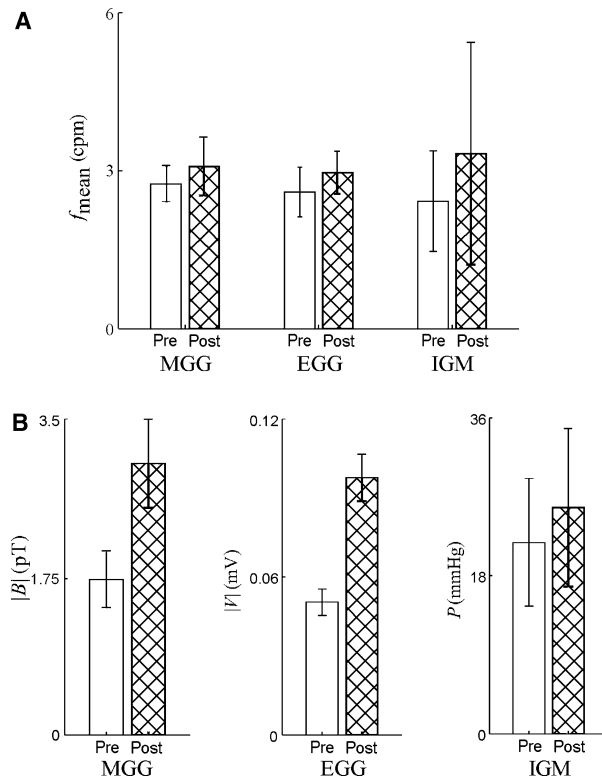 A
6
3
0
f mean (cpm)
Pre Post Pre Post Pre Post
MGG EGG IGM
B
3.5
1.75
0
|B| (pT)
Pre Post
MGG
0.12
0.06
0
|V| (mV)
Pre Post
EGG
36
18
0
P (mmHg)
Pre Post
IGM